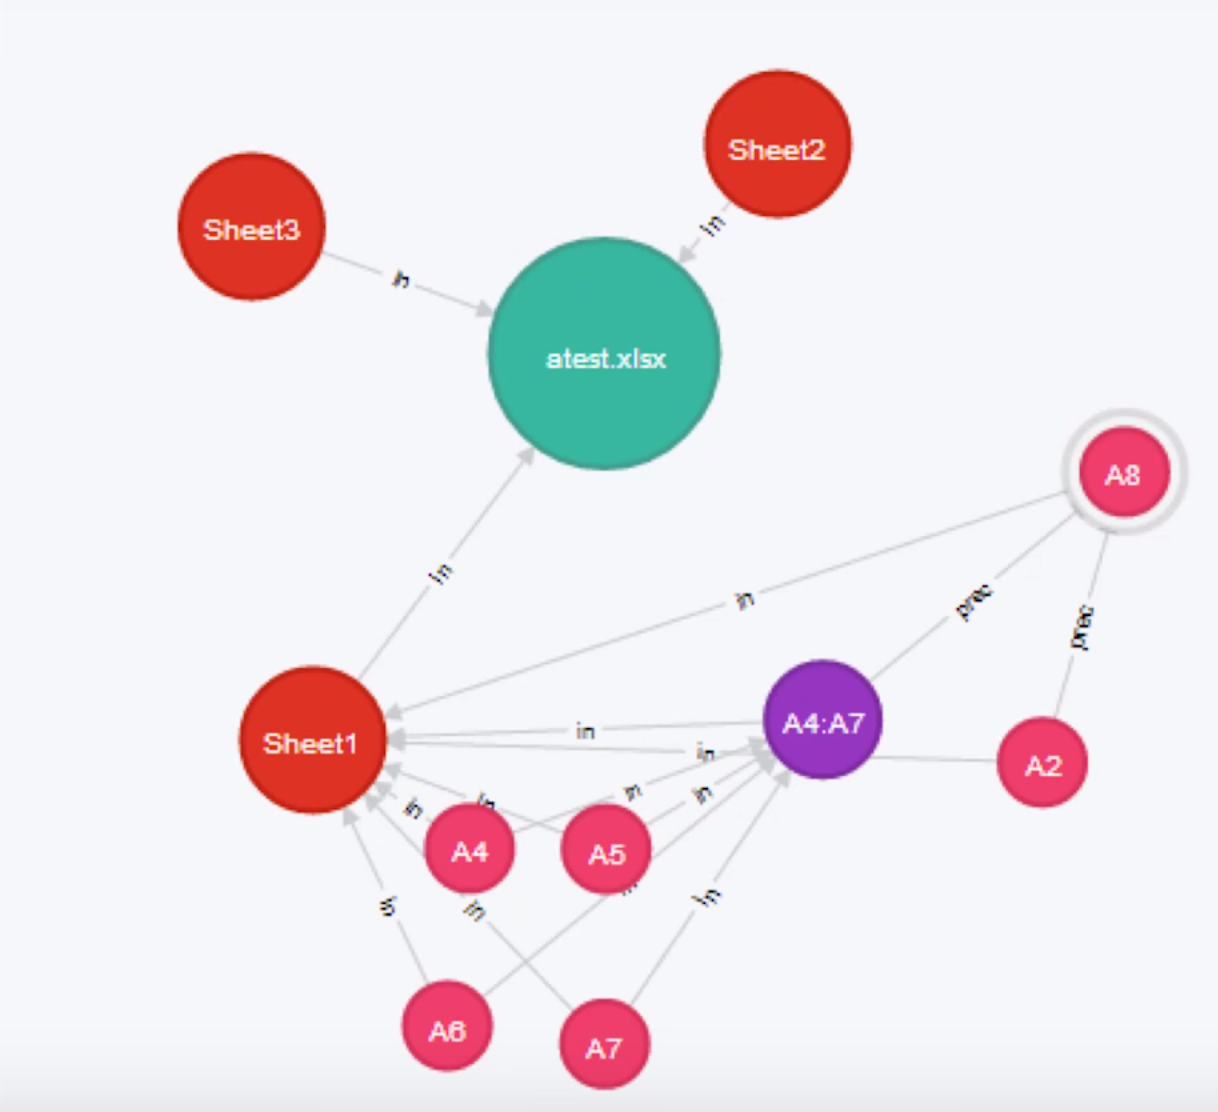 Sheet2
Sheet3
in
in
atest.xlsx
A8
in
in
prec
prec
A4:A7
in
Sheet1
in
A2
in
in
in
in
A4
A5
in
in
in
A6
A7